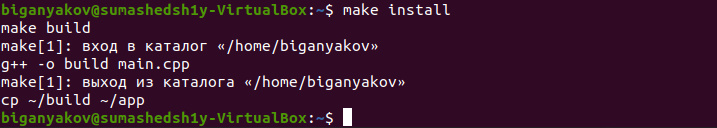 biganyakov@sumashedsh1y-VirtualBox:~$ make install
make build
make[1]: вход в каталог «/home/biganyakov»
g++ -o build main.cpp
make[1]: выход из каталога «/home/biganyakov»
cp ~/build ~/app
biganyakov@sumashedsh1y-VirtualBox:~$